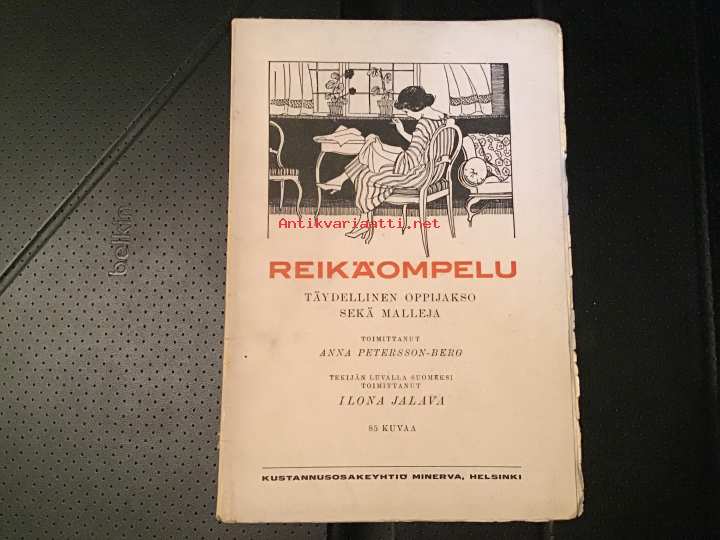 belkin
Antikvariaatti.net
REIKÄOMPELU
TÄYDELLINEN OPPIJAKSO
SEKÄ MALLEJA
TOIMITTANUT
ANNA PETERSSON-BERG
TEKIJÄN LUVALLA SUOMEKSI
TOIMITTANUT
ILONA JALAVA
85 KUVAA
KUSTANNUSOSAKEYHTIÖ MINERVA, HELSINKI